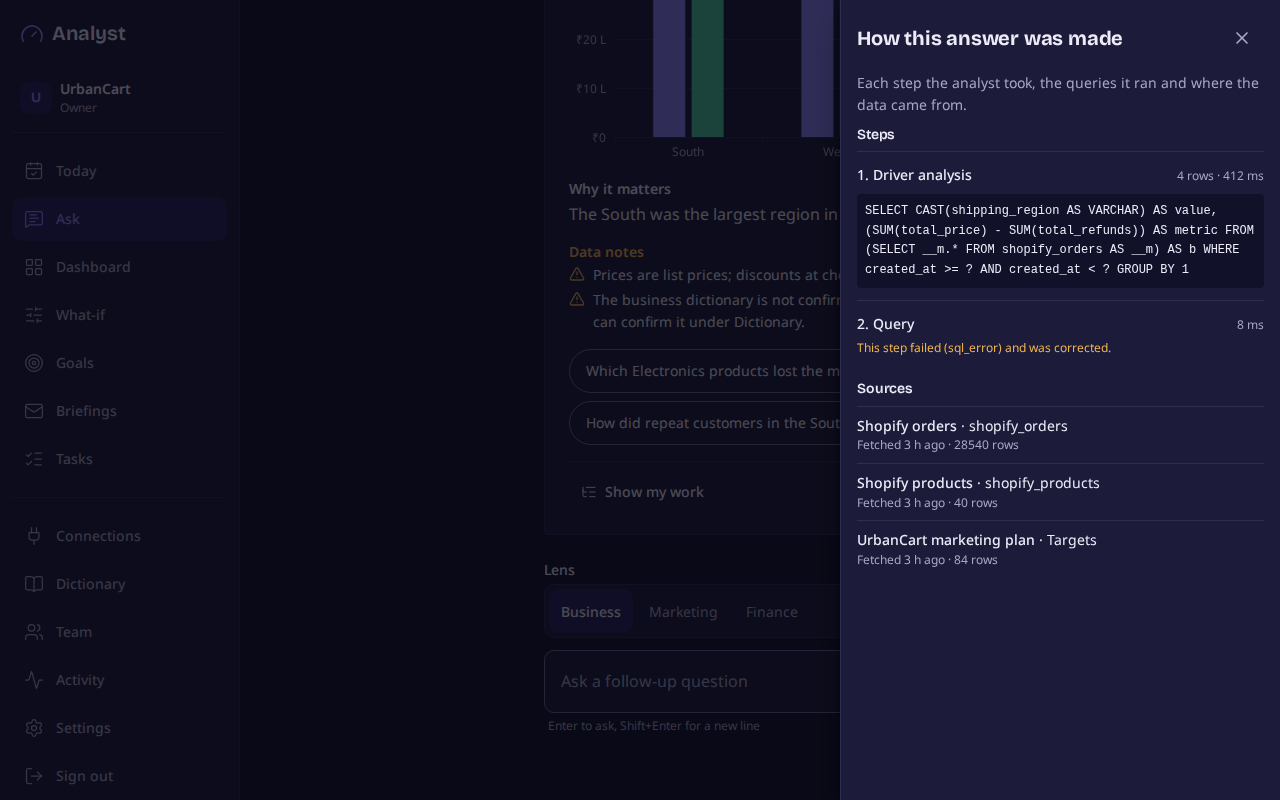 Analyst
U
UrbanCart
Owner
Today
Ask
Dashboard
What-if
Goals
Briefings
Tasks
Connections
Dictionary
Team
Activity
Settings
Sign out
₹20 L
₹10 L
₹0
South
We
Why it matters
The South was the largest region in
Data notes
Prices are list prices; discounts at
The business dictionary is not
can confirm it under Dictionary.
Which Electronics products lost the
How did repeat customers in the
Show my work
Lens
Business
Marketing
Finance
Ask a follow-up question
Enter to ask, Shift+Enter for a new line
How this answer was made
Each step the analyst took, the queries it ran and where the
data came from.
Steps
1. Driver analysis
4 rows · 412 ms
SELECT CAST(shipping_region AS VARCHAR) AS value,
(SUM(total_price) - SUM(total_refunds)) AS metric FROM
(SELECT __m.* FROM shopify_orders AS __m) AS b WHERE
created_at >= ? AND created_at < ? GROUP BY 1
2. Query
8 ms
This step failed (sql_error) and was corrected.
Sources
Shopify orders · shopify_orders
Fetched 3 h ago · 28540 rows
Shopify products · shopify_products
Fetched 3 h ago · 40 rows
UrbanCart marketing plan · Targets
Fetched 3 h ago · 84 rows